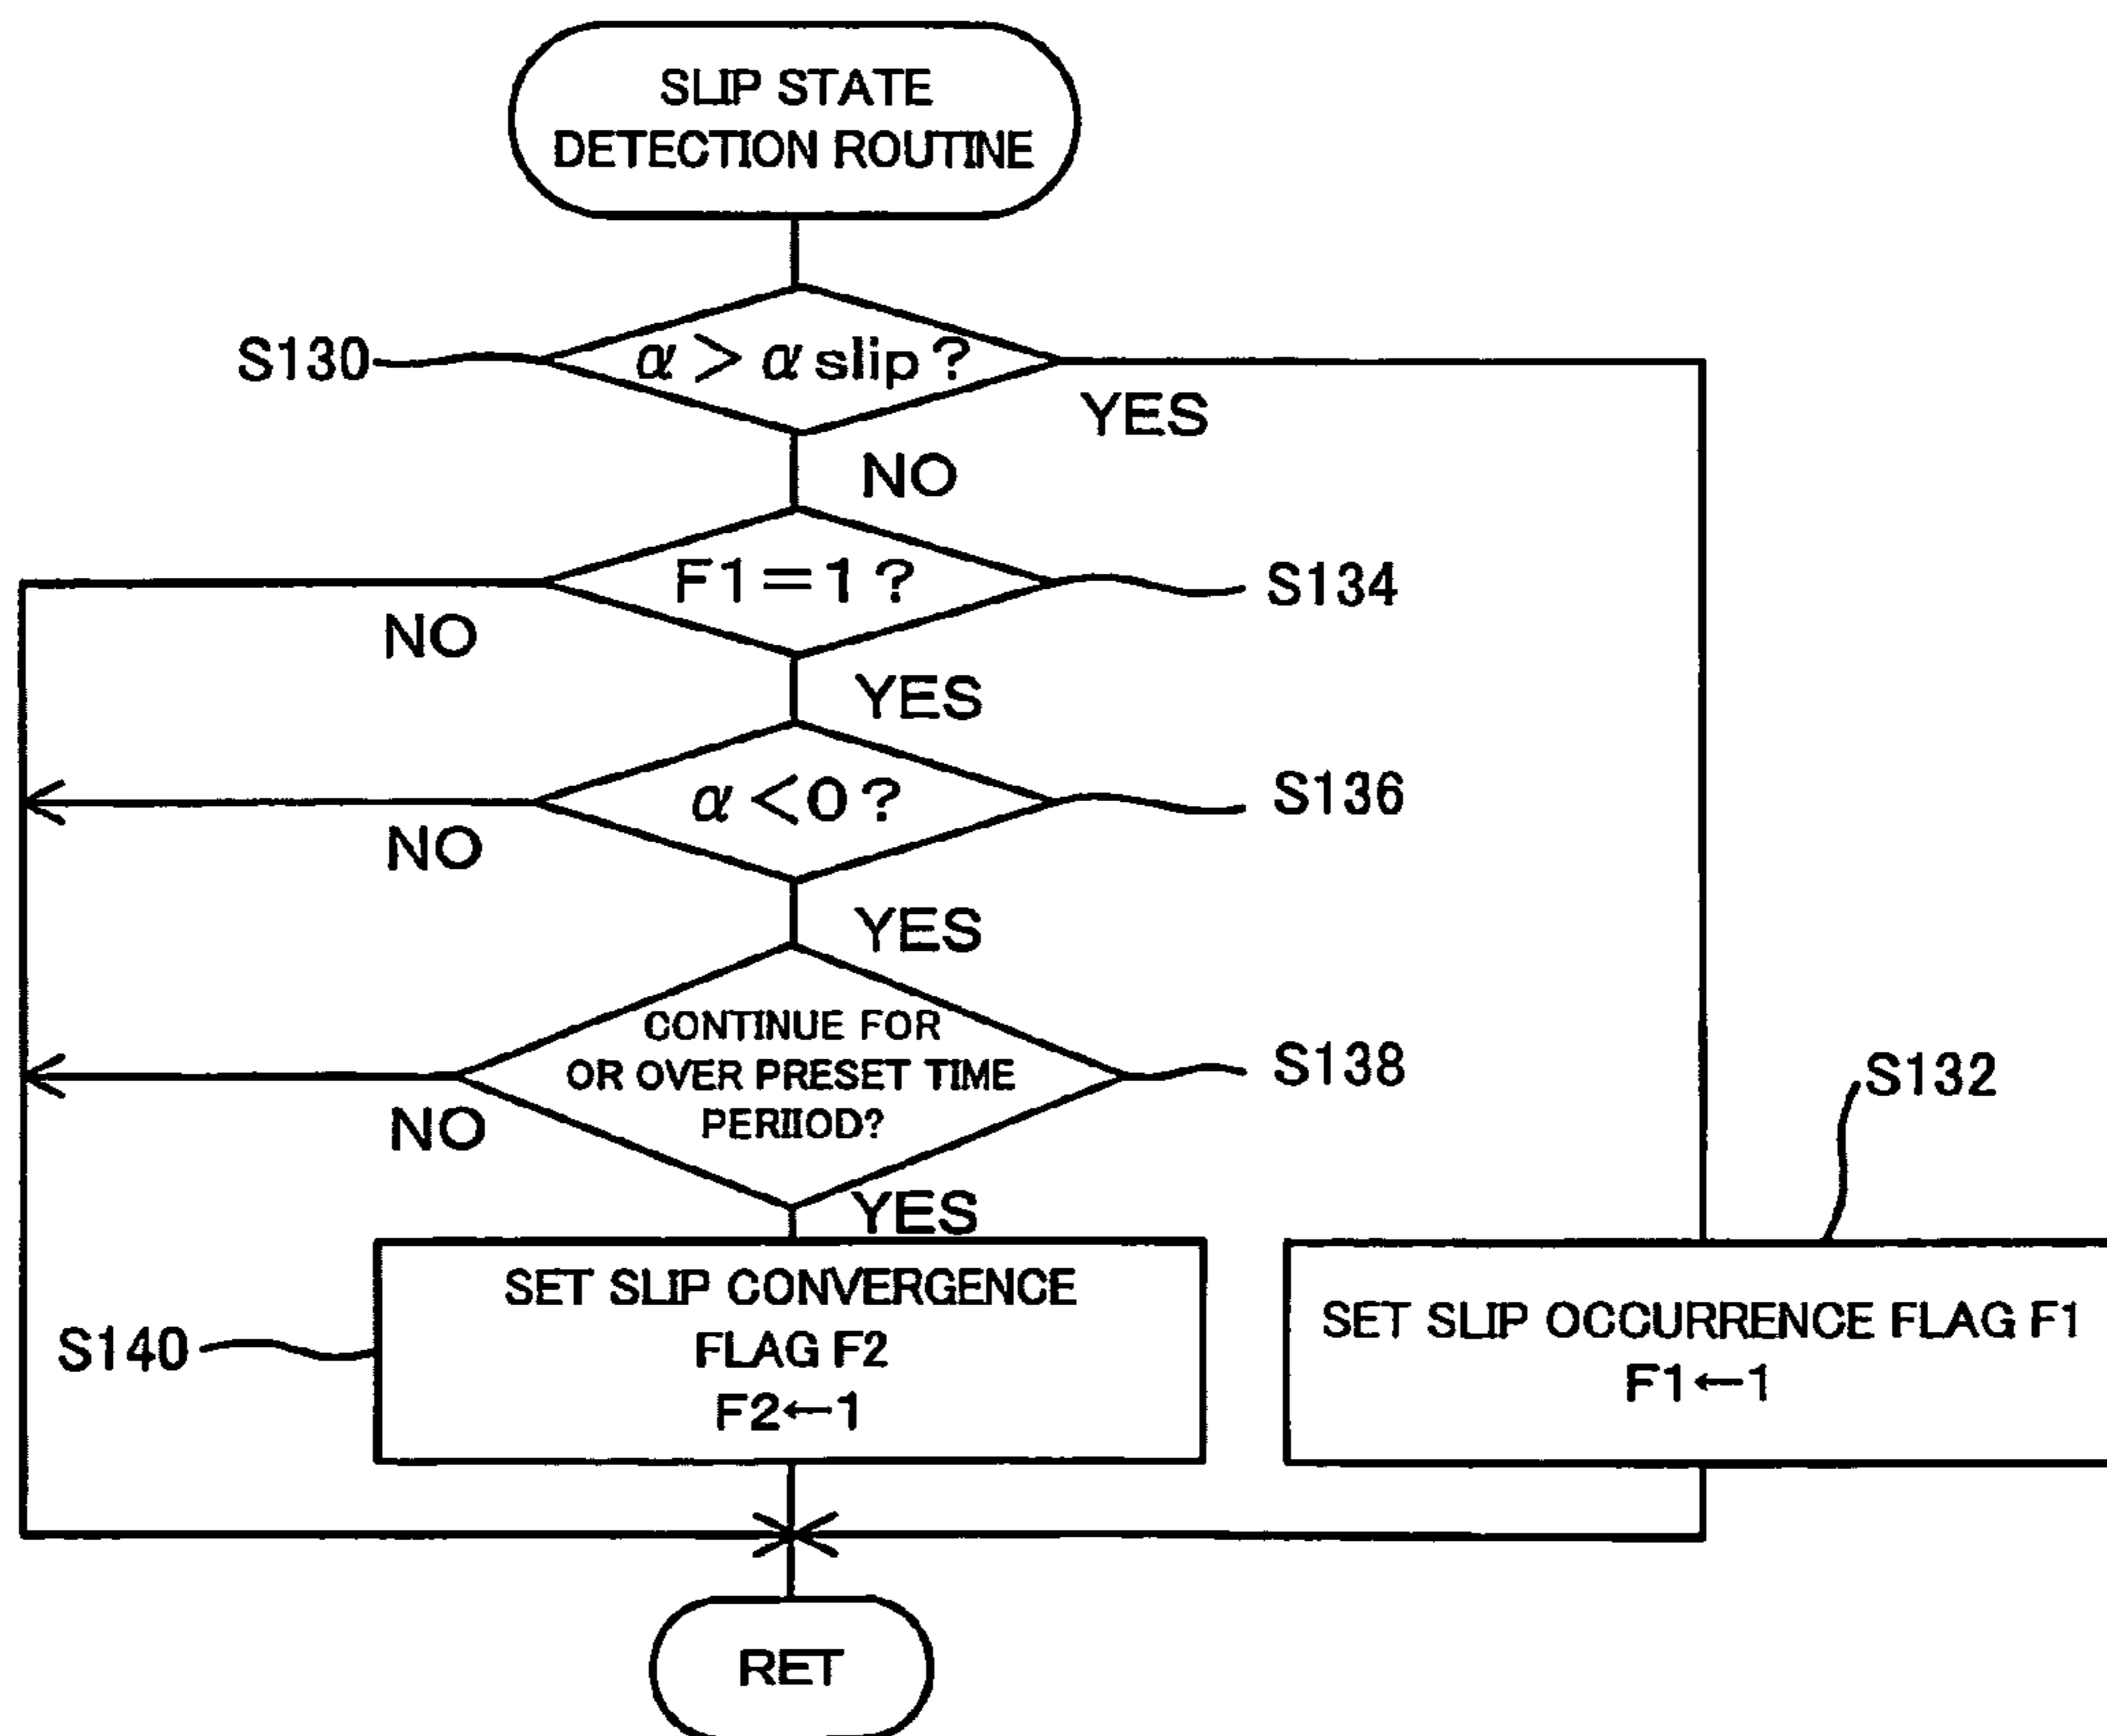 SLIP STATE
DETECTION ROUTINE
S130
α > α slip ?
YES
NO
F1=1 ?
S134
NO
YES
α <0 ?
S136
NO
YES
CONTINUE FOR
OR OVER PRESET TIME
PERIIOD?
S138
NO
YES
S132
SET SLIP CONVERGENCE
FLAG F2
F2←1
S140
SET SLIP OCCURRENCE FLAG F1
F1←1
RET